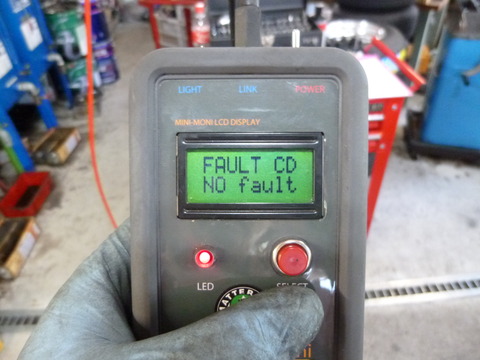 LIGHT LINK POWER
MINI-MONI LCD DISPLAY
FAULT CD
NO fault
LED SELECT